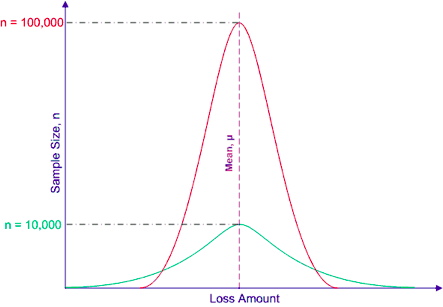 n = 100,000
Sample Size, n
Mean, μ
n = 10,000
Loss Amount